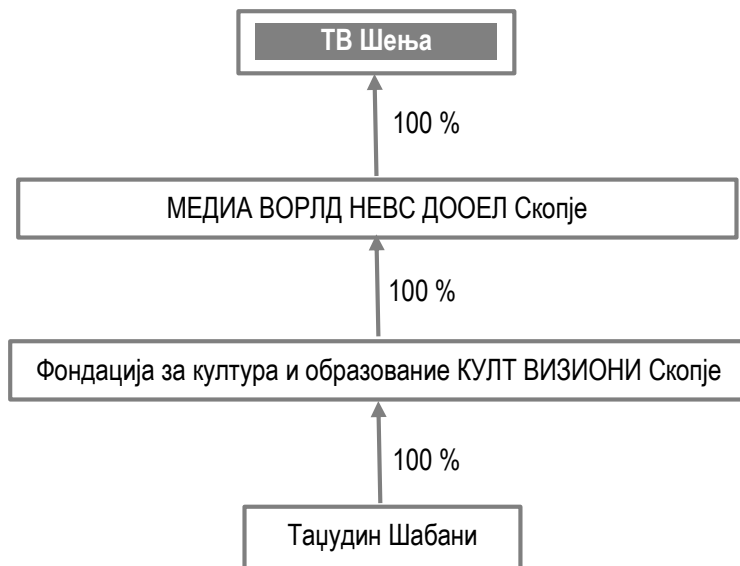 ТВ Шења
100 %
МЕДИА ВОРЛД НЕВС ДООЕЛ Скопје
100 %
Фондација за култура и образование КУЛТ ВИЗИОНИ Скопје
100 %
Таџудин Шабани